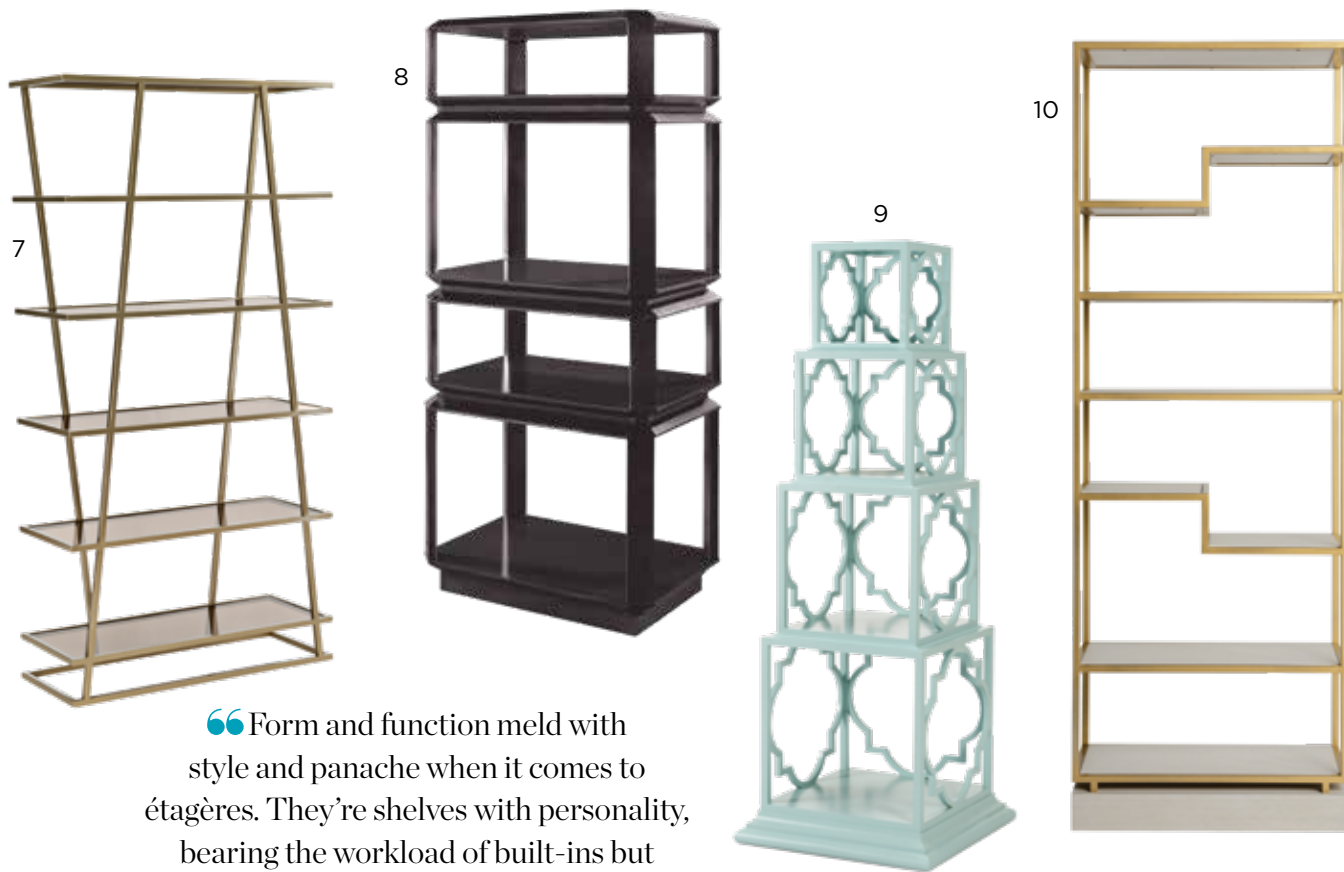 8
10
9
7
“Form and function meld with
style and panache when it comes to
étagères. They’re shelves with personality,
bearing the workload of built-ins but